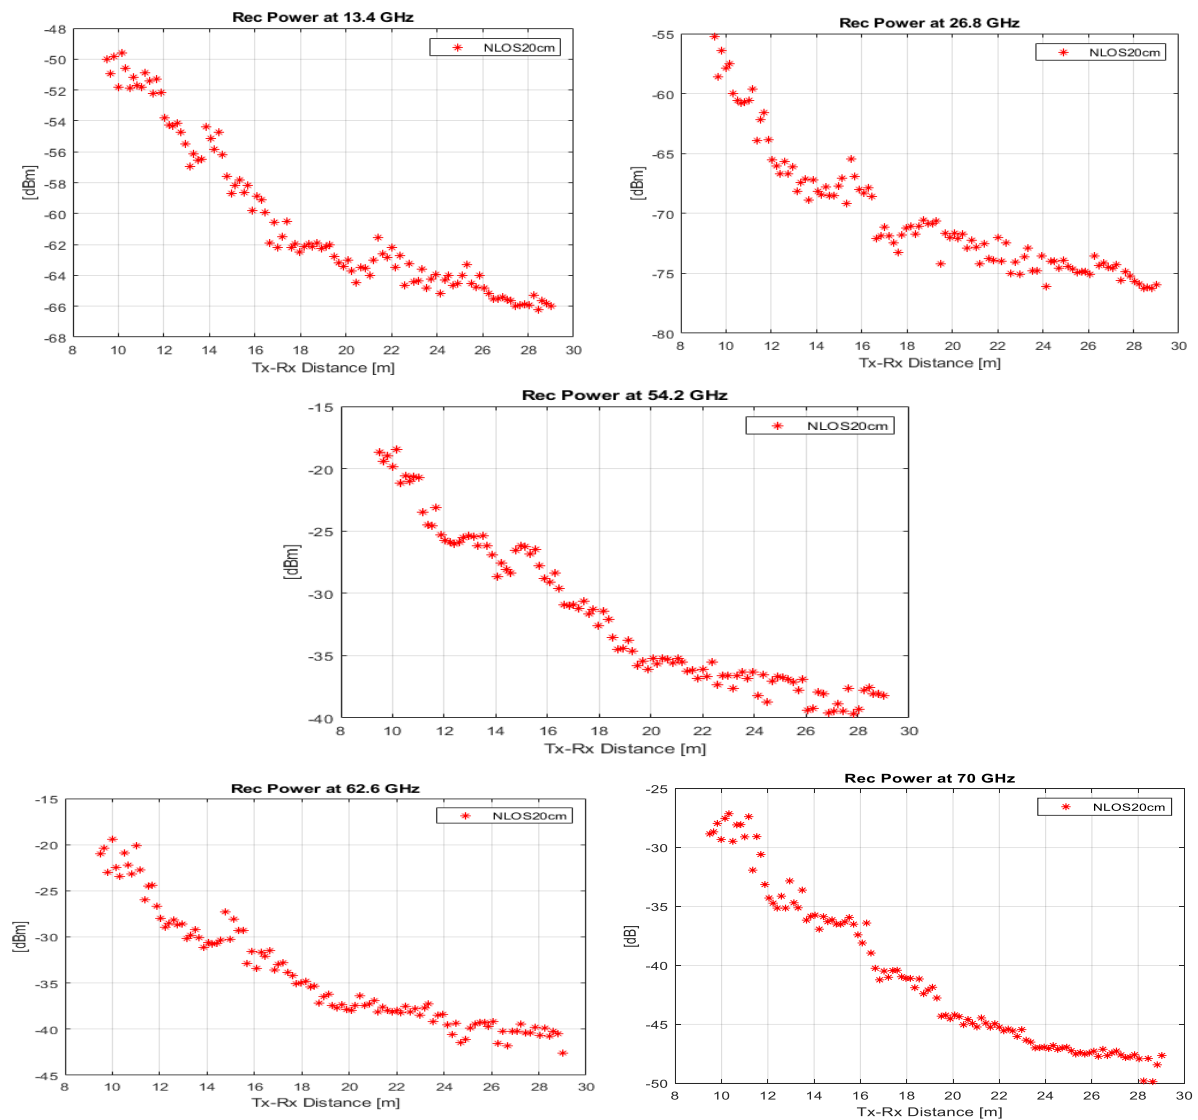 Rec Power at 13.4 GHz
NLOS20cm
[dBm]
-48
-50
-52
-54
-56
-58
-60
-62
-64
-66
-68
8 10 12 14 16 18 20 22 24 26 28 30
Tx-Rx Distance [m]
Rec Power at 26.8 GHz
NLOS20cm
[dBm]
-55
-60
-65
-70
-75
-80
8 10 12 14 16 18 20 22 24 26 28 30
Tx-Rx Distance [m]
Rec Power at 54.2 GHz
NLOS20cm
[dBm]
-15
-20
-25
-30
-35
-40
8 10 12 14 16 18 20 22 24 26 28 30
Tx-Rx Distance [m]
Rec Power at 62.6 GHz
NLOS20cm
[dBm]
-15
-20
-25
-30
-35
-40
-45
8 10 12 14 16 18 20 22 24 26 28 30
Tx-Rx Distance [m]
Rec Power at 70 GHz
NLOS20cm
[dB]
-25
-30
-35
-40
-45
-50
8 10 12 14 16 18 20 22 24 26 28 30
Tx-Rx Distance [m]